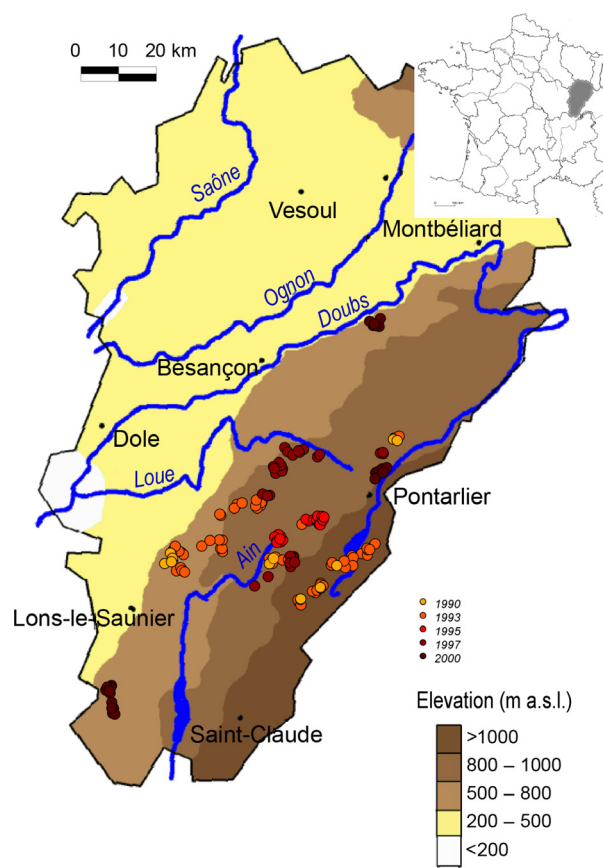 0 10 20 km
Saône
Vesoul
Montbéliard
Ognon
Doubs
Besançon
Dole
Loue
Pontarlier
Ain
Lons-le-Saunier
1990
1993
1995
1997
2000
Saint-Claude
Elevation (m a.s.l.)
>1000
800 – 1000
500 – 800
200 – 500
<200